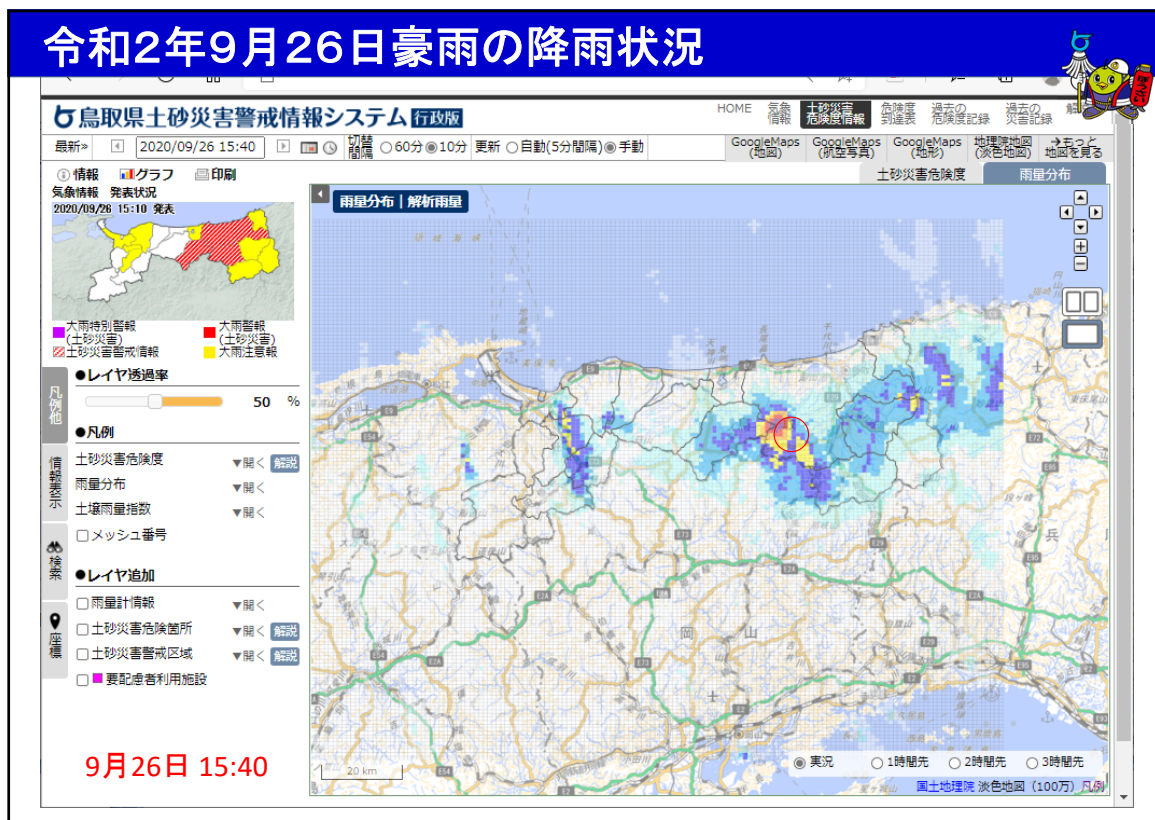 令和2年9月26日豪雨の降雨状況
鳥取県土砂災害警戒情報システム 行政版
HOME 気象情報 土砂災害危険度情報 危険度到達表 過去の危険度記録 過去の災害記録
最新» 2020/09/26 15:40 切替間隔 ○60分◉10分 更新 ○自動(5分間隔)◉手動
GoogleMaps(地図) GoogleMaps(航空写真) GoogleMaps(地形) 地理院地図(淡色地図) →もっと地図を見る
情報 グラフ 印刷
土砂災害危険度 雨量分布
気象情報 発表状況
2020/09/26 15:10 発表
雨量分布 | 解析雨量
大雨特別警報(土砂災害) 大雨警報(土砂災害)
土砂災害警戒情報 大雨注意報
凡例他
●レイヤ透過率
50 %
●凡例
情報表示
土砂災害危険度 ▼開く 解説
雨量分布 ▼開く
土壌雨量指数 ▼開く
□メッシュ番号
検索
●レイヤ追加
□雨量計情報 ▼開く
座標
□土砂災害危険箇所 ▼開く 解説
□土砂災害警戒区域 ▼開く 解説
□■要配慮者利用施設
9月26日 15:40
20 km
◉ 実況 ○ 1時間先 ○ 2時間先 ○ 3時間先
国土地理院 淡色地図（100万）凡例
岡 山
兵
E9
E54
E72
E95
E73
E2A
E29
E2